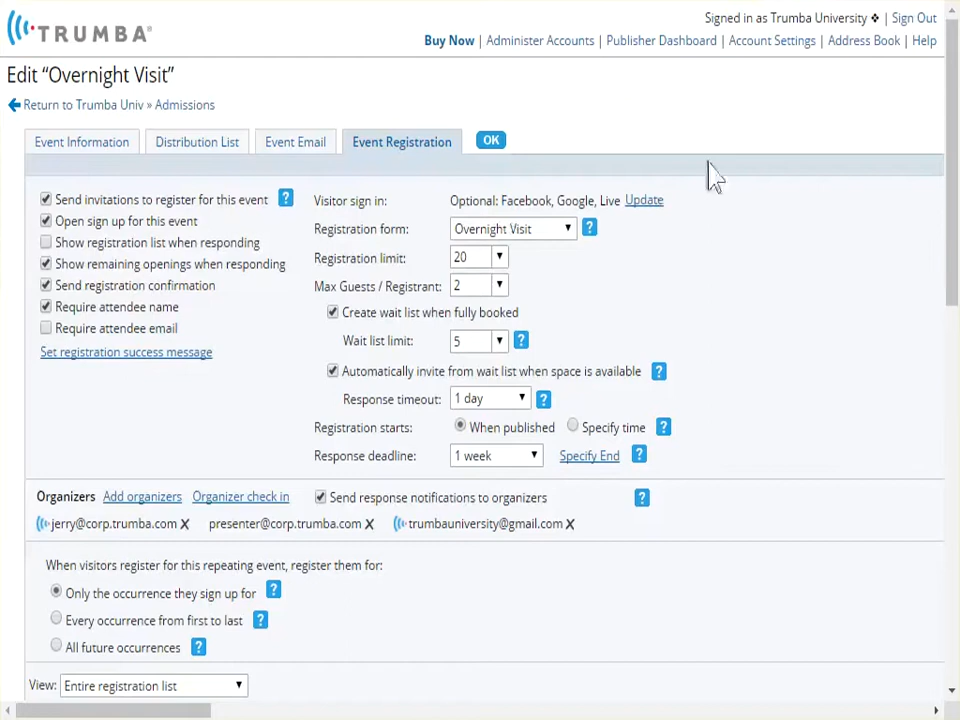 TRUMBA®
Signed in as Trumba University ❖ | Sign Out
Buy Now | Administer Accounts | Publisher Dashboard | Account Settings | Address Book | Help
Edit “Overnight Visit”
Return to Trumba Univ » Admissions
Event Information Distribution List Event Email Event Registration OK
Send invitations to register for this event ?
Open sign up for this event
Show registration list when responding
Show remaining openings when responding
Send registration confirmation
Require attendee name
Require attendee email
Set registration success message
Visitor sign in: Optional: Facebook, Google, Live Update
Registration form: Overnight Visit ?
Registration limit: 20
Max Guests / Registrant: 2
Create wait list when fully booked
Wait list limit: 5 ?
Automatically invite from wait list when space is available ?
Response timeout: 1 day ?
Registration starts: When published Specify time ?
Response deadline: 1 week Specify End ?
Organizers Add organizers Organizer check in Send response notifications to organizers ?
jerry@corp.trumba.com X presenter@corp.trumba.com X trumbauniversity@gmail.com X
When visitors register for this repeating event, register them for:
Only the occurrence they sign up for ?
Every occurrence from first to last ?
All future occurrences ?
View: Entire registration list